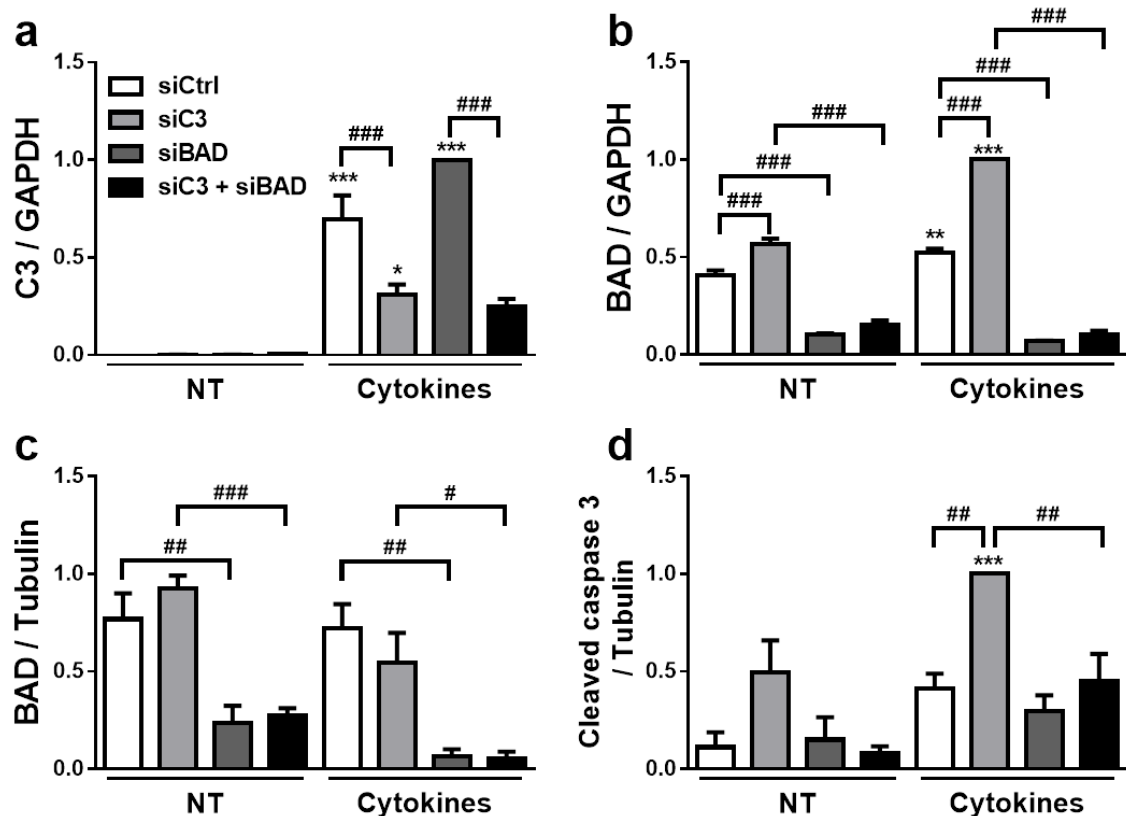 a
C3 / GAPDH
1.5
1.0
0.5
0.0
siCtrl
siC3
siBAD
siC3 + siBAD
###
###
***
***
*
NT
Cytokines
b
BAD / GAPDH
1.5
1.0
0.5
0.0
###
###
###
###
###
###
***
**
NT
Cytokines
c
BAD / Tubulin
1.5
1.0
0.5
0.0
###
##
#
##
NT
Cytokines
d
Cleaved caspase 3
/ Tubulin
1.5
1.0
0.5
0.0
##
##
***
NT
Cytokines